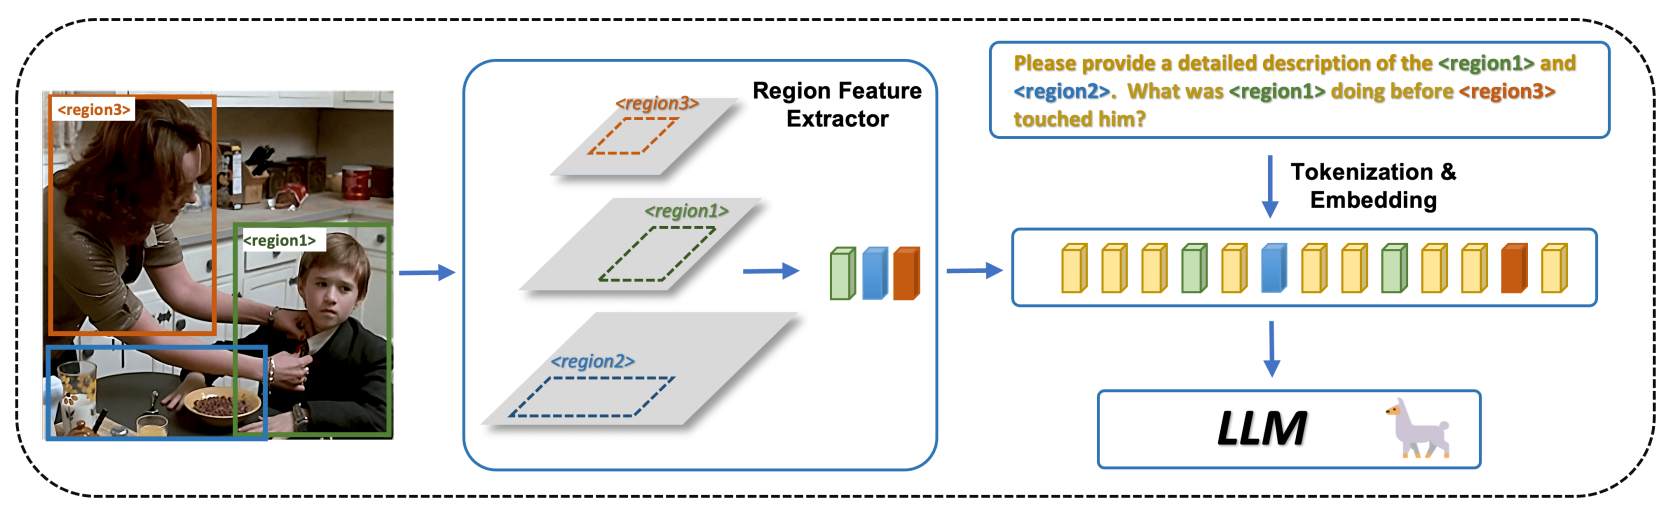 <region3>
<region1>
<region3>
<region1>
<region2>
Region Feature
Extractor
Please provide a detailed description of the <region1> and
<region2>.  What was <region1> doing before <region3>
touched him?
Tokenization &
Embedding
LLM